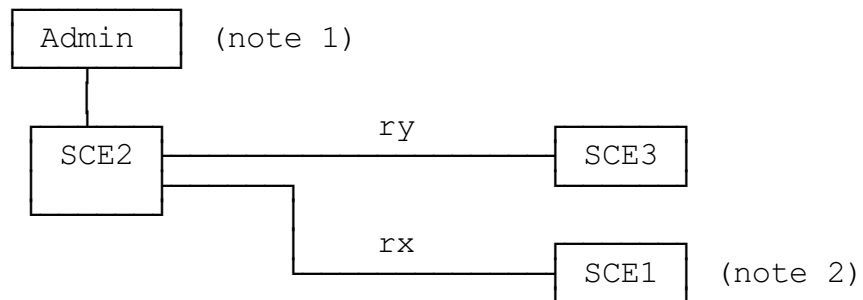 Admin (note 1)
ry
SCE2 SCE3
rx
SCE1 (note 2)